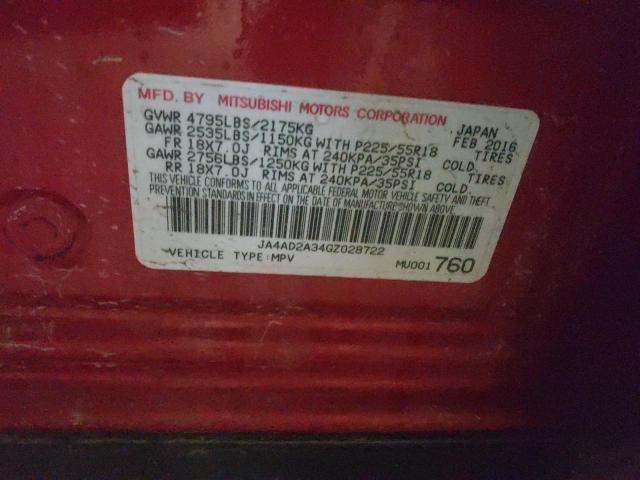 MFD. BY MITSUBISHI MOTORS CORPORATION
GVWR 4795LBS/2175KG JAPAN
GAWR 2535LBS/1150KG WITH P225/55R18 FEB 2016
FR 18X7.0J RIMS AT 240KPA/35PSI COLD. TIRES
GAWR 2756LBS/1250KG WITH P225/55R18
RR 18X7.0J RIMS AT 240KPA/35PSI COLD. TIRES
THIS VEHICLE CONFORMS TO ALL APPLICABLE FEDERAL MOTOR VEHICLE SAFETY AND THEFT
PREVENTION STANDARDS IN EFFECT ON THE DATE OF MANUFACTURE SHOWN ABOVE.
JA4AD2A34GZ028722
VEHICLE TYPE:MPV MU001 760